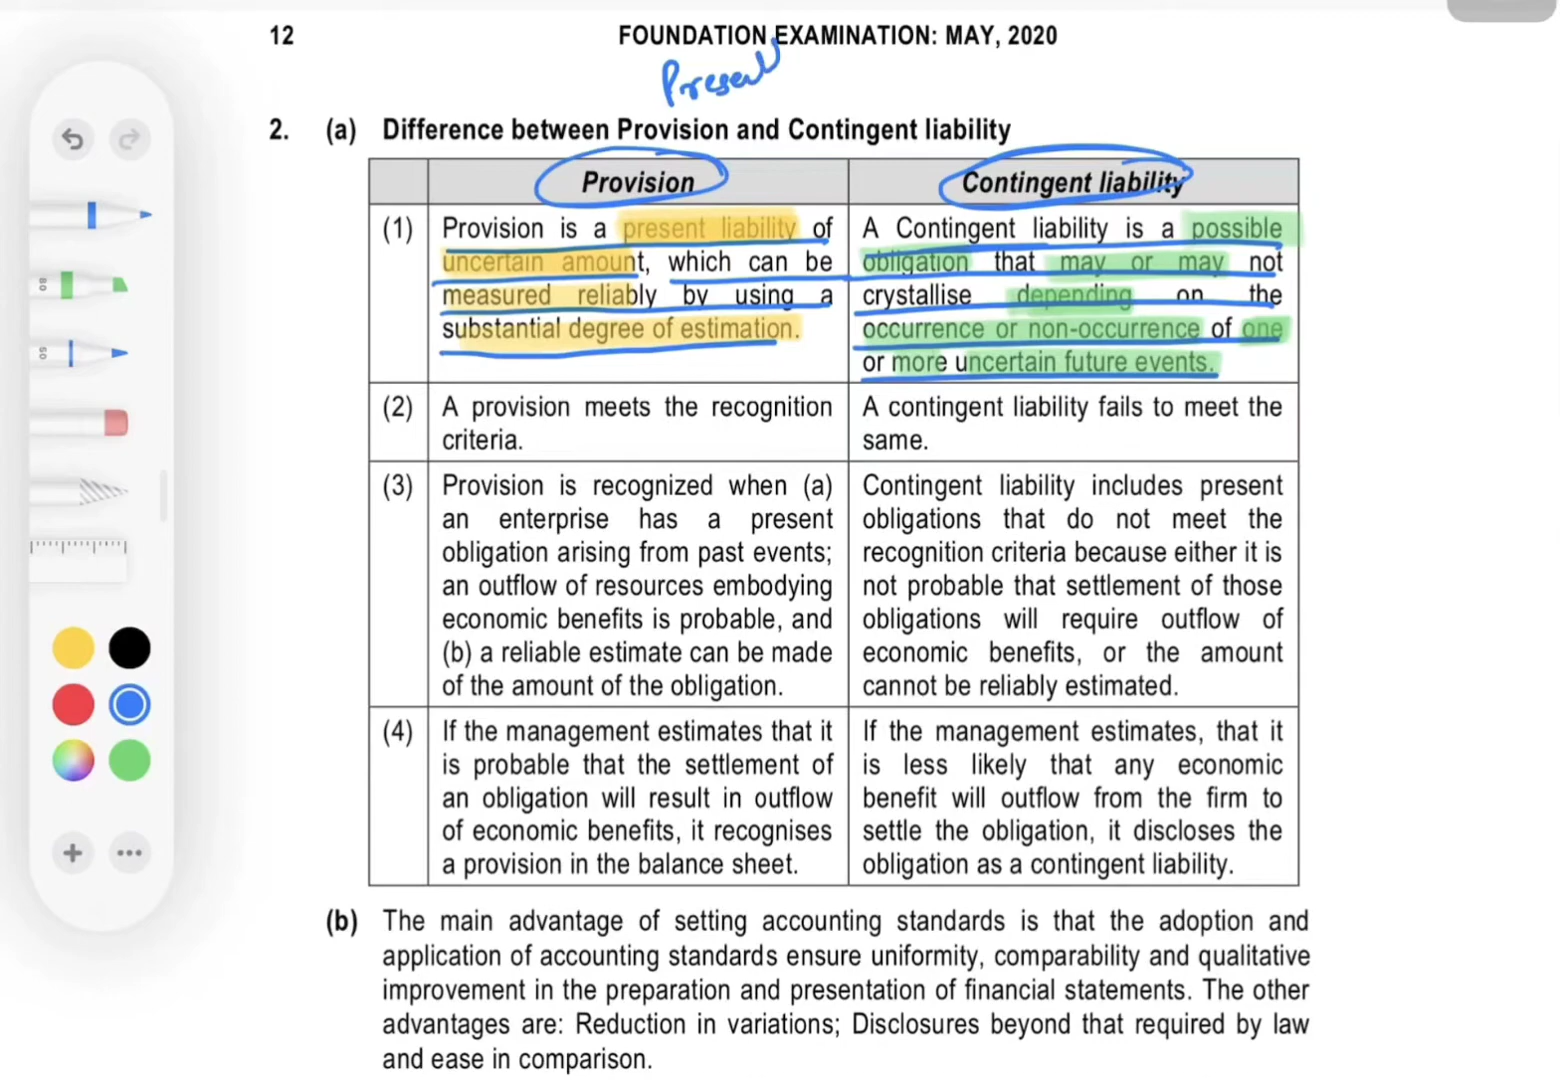 12
FOUNDATION EXAMINATION: MAY, 2020
Present
2. (a) Difference between Provision and Contingent liability
Provision
Contingent liability
(1)
Provision is a present liability of
uncertain amount, which can be
measured reliably by using a
substantial degree of estimation.
A Contingent liability is a possible
obligation that may or may not
crystallise depending on the
occurrence or non-occurrence of one
or more uncertain future events.
(2)
A provision meets the recognition
criteria.
A contingent liability fails to meet the
same.
(3)
Provision is recognized when (a)
an enterprise has a present
obligation arising from past events;
an outflow of resources embodying
economic benefits is probable, and
(b) a reliable estimate can be made
of the amount of the obligation.
Contingent liability includes present
obligations that do not meet the
recognition criteria because either it is
not probable that settlement of those
obligations will require outflow of
economic benefits, or the amount
cannot be reliably estimated.
(4)
If the management estimates that it
is probable that the settlement of
an obligation will result in outflow
of economic benefits, it recognises
a provision in the balance sheet.
If the management estimates, that it
is less likely that any economic
benefit will outflow from the firm to
settle the obligation, it discloses the
obligation as a contingent liability.
(b) The main advantage of setting accounting standards is that the adoption and
application of accounting standards ensure uniformity, comparability and qualitative
improvement in the preparation and presentation of financial statements. The other
advantages are: Reduction in variations; Disclosures beyond that required by law
and ease in comparison.
80
50